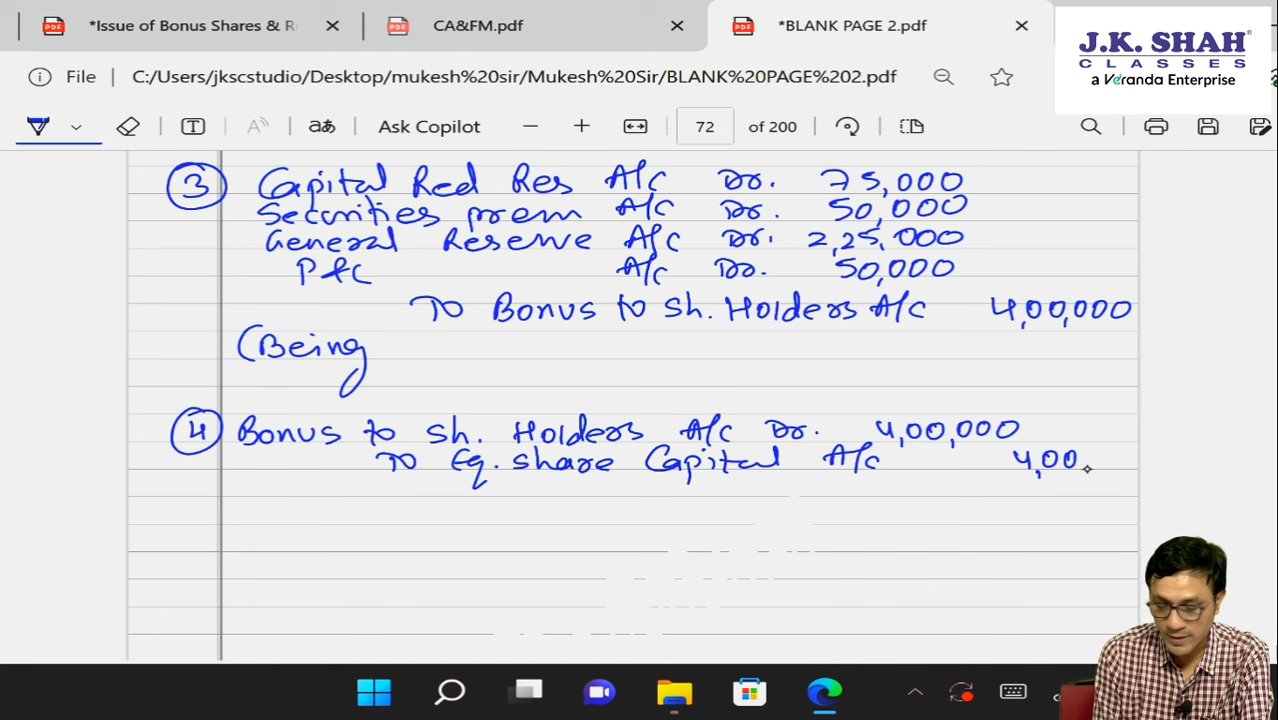 *Issue of Bonus Shares & Ri
CA&FM.pdf
*BLANK PAGE 2.pdf
J.K. SHAH®
CLASSES
a Veranda Enterprise
File C:/Users/jkscstudio/Desktop/mukesh%20sir/Mukesh%20Sir/BLANK%20PAGE%202.pdf
Ask Copilot 72 of 200
3 Capital Red Res A/c Dr. 75,000
Securities prem A/c Dr. 50,000
General Reserve A/c Dr. 2,25,000
P&L A/c Dr. 50,000
To Bonus to Sh. Holders A/c 4,00,000
(Being
4 Bonus to Sh. Holders A/c Dr. 4,00,000
To Eq. Share Capital A/c 4,00